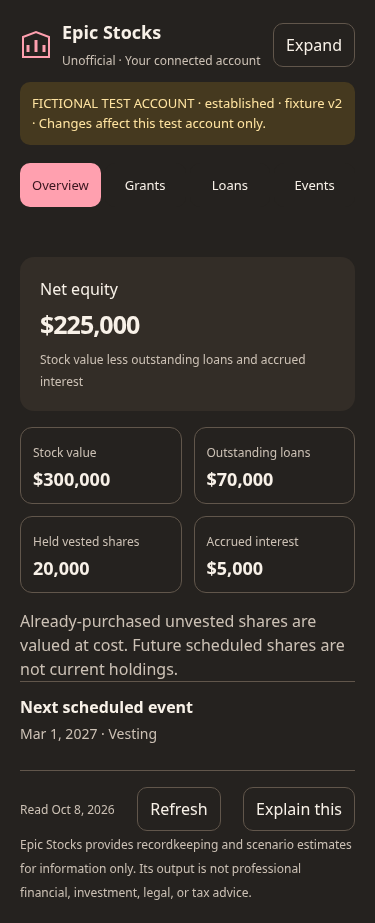 Epic Stocks
Unofficial · Your connected account
Expand
FICTIONAL TEST ACCOUNT · established · fixture v2
· Changes affect this test account only.
Overview
Grants
Loans
Events
Net equity
$225,000
Stock value less outstanding loans and accrued
interest
Stock value
$300,000
Outstanding loans
$70,000
Held vested shares
20,000
Accrued interest
$5,000
Already-purchased unvested shares are
valued at cost. Future scheduled shares are
not current holdings.
Next scheduled event
Mar 1, 2027 · Vesting
Read Oct 8, 2026
Refresh
Explain this
Epic Stocks provides recordkeeping and scenario estimates
for information only. Its output is not professional
financial, investment, legal, or tax advice.